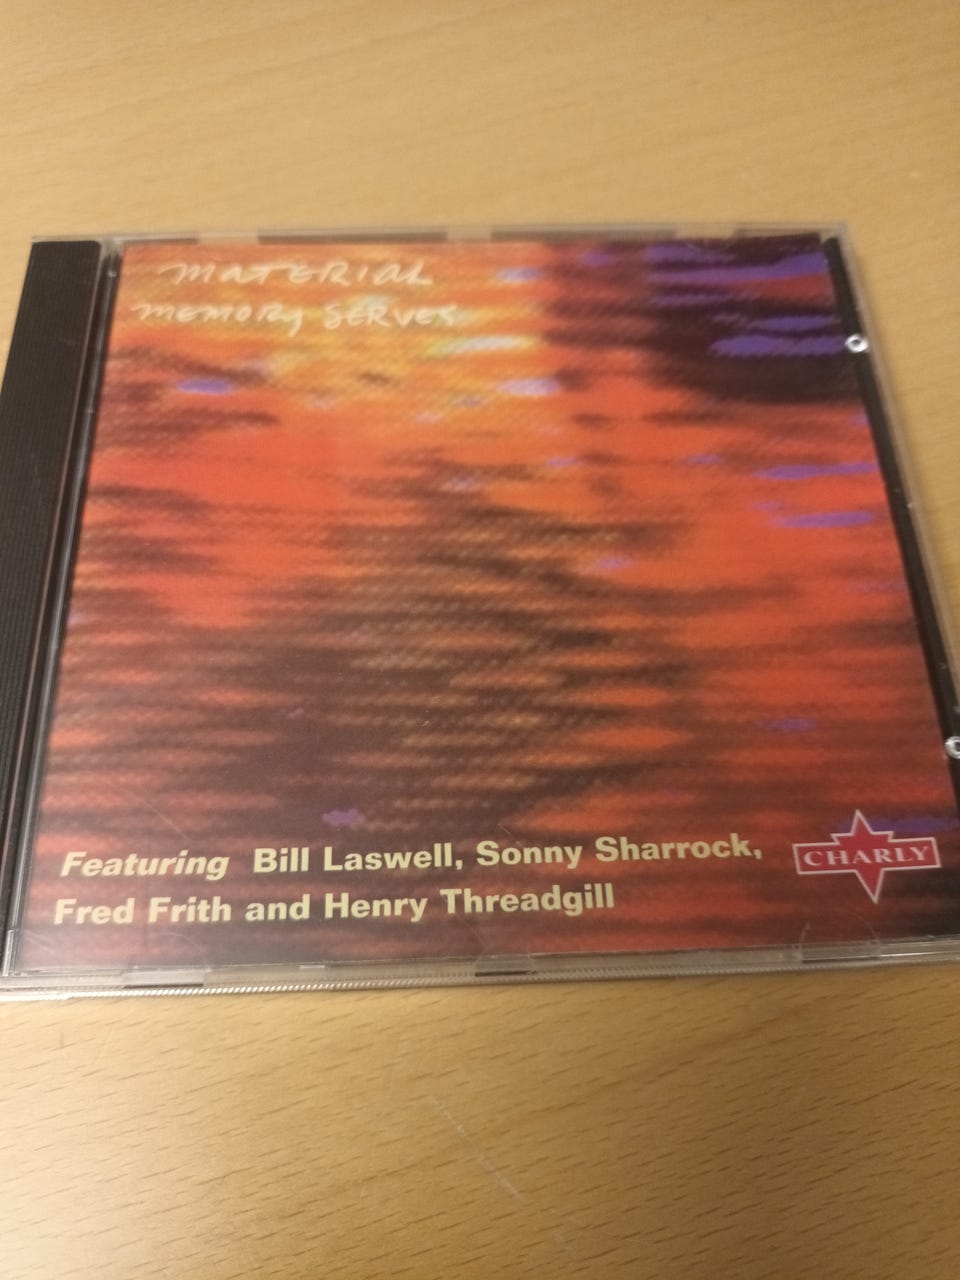 MATERIAL
MEMORY SERVES
Featuring Bill Laswell, Sonny Sharrock,
Fred Frith and Henry Threadgill
CHARLY